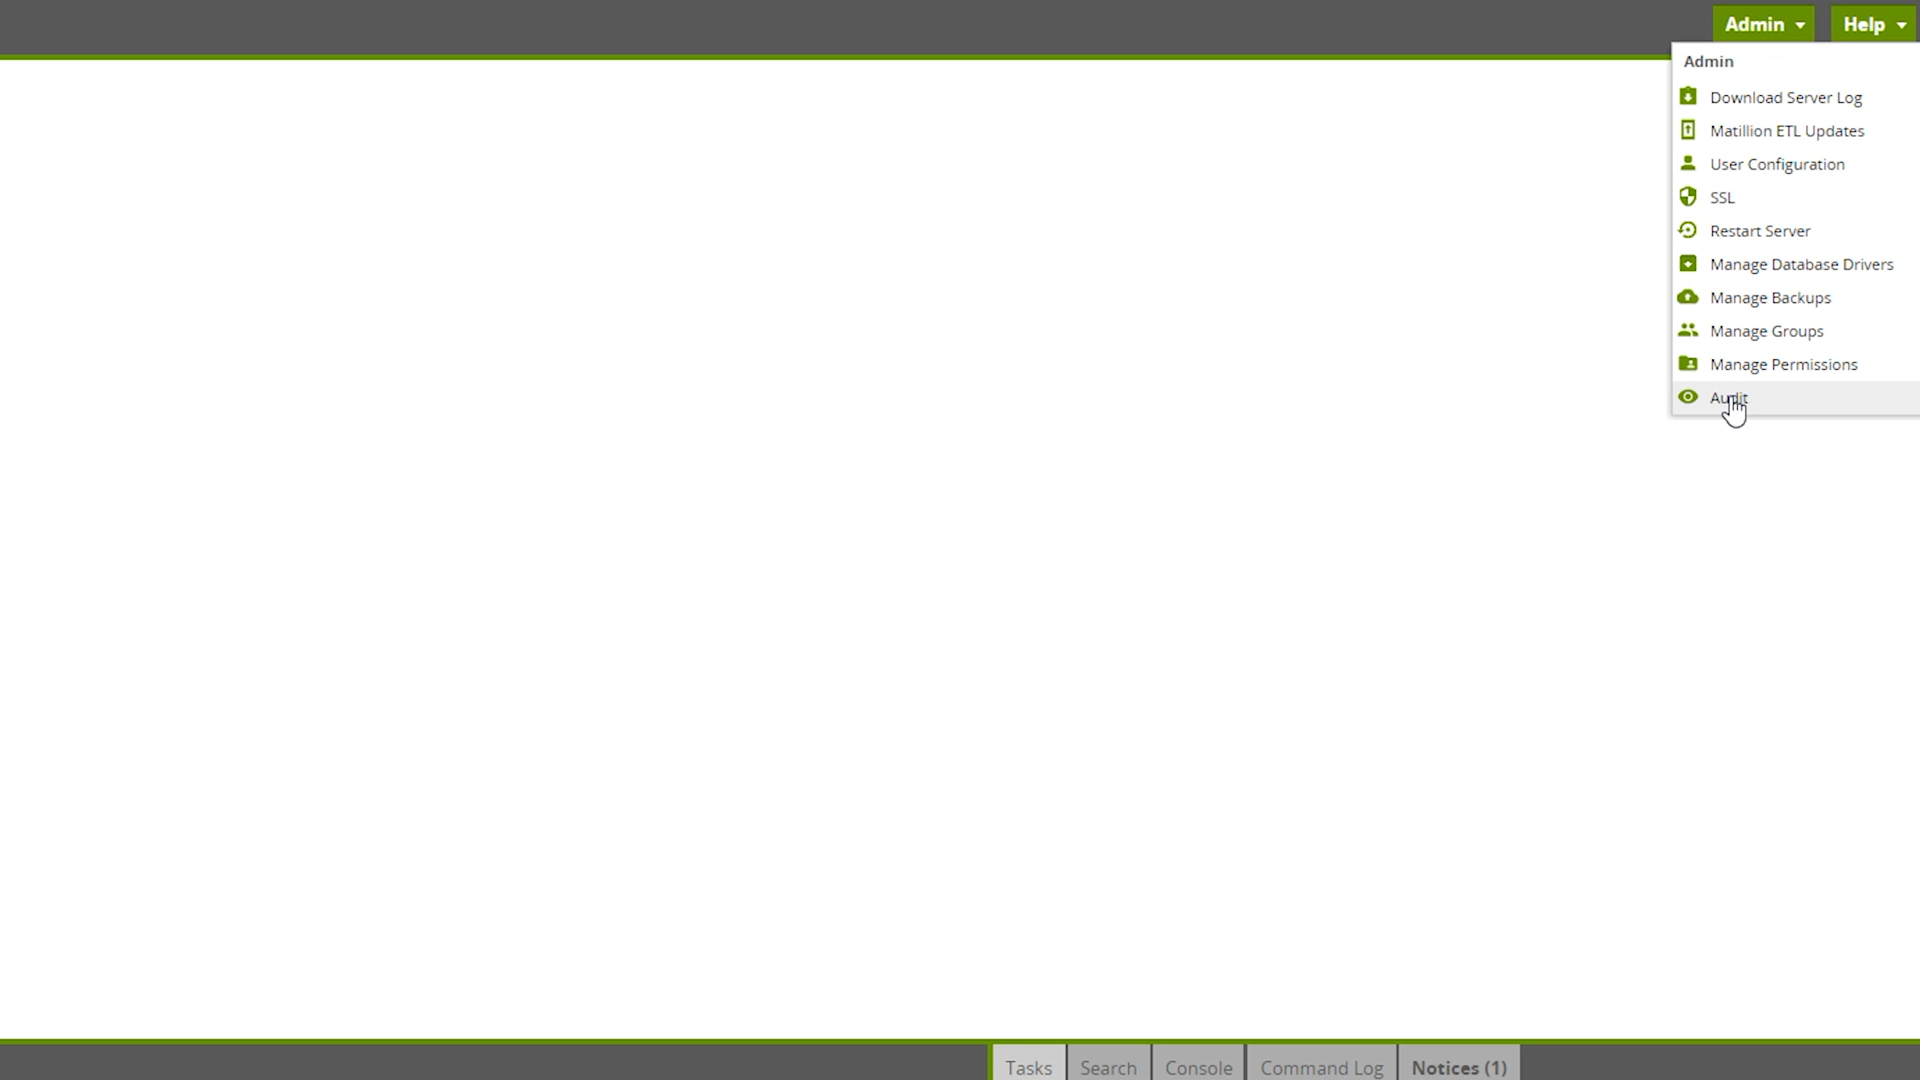 Admin
Help
Admin
Download Server Log
Matillion ETL Updates
User Configuration
SSL
Restart Server
Manage Database Drivers
Manage Backups
Manage Groups
Manage Permissions
Audit
Tasks
Search
Console
Command Log
Notices (1)